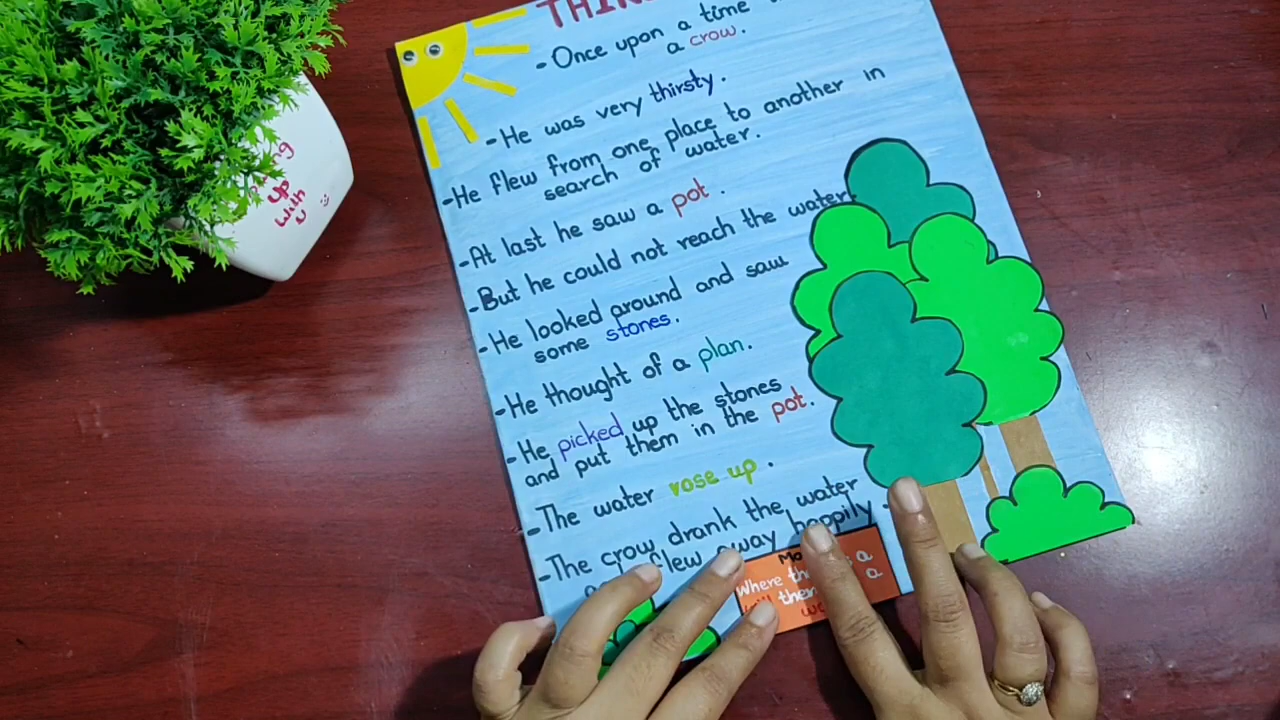 - Once upon a time
a crow.
- He was very thirsty.
- He flew from one place to another in
search of water.
- At last he saw a pot.
- But he could not reach the water
- He looked around and saw
some stones.
- He thought of a plan.
- He picked up the stones
and put them in the pot.
- The water rose up.
- The crow drank the water
flew away happily
Where a
a
up
with